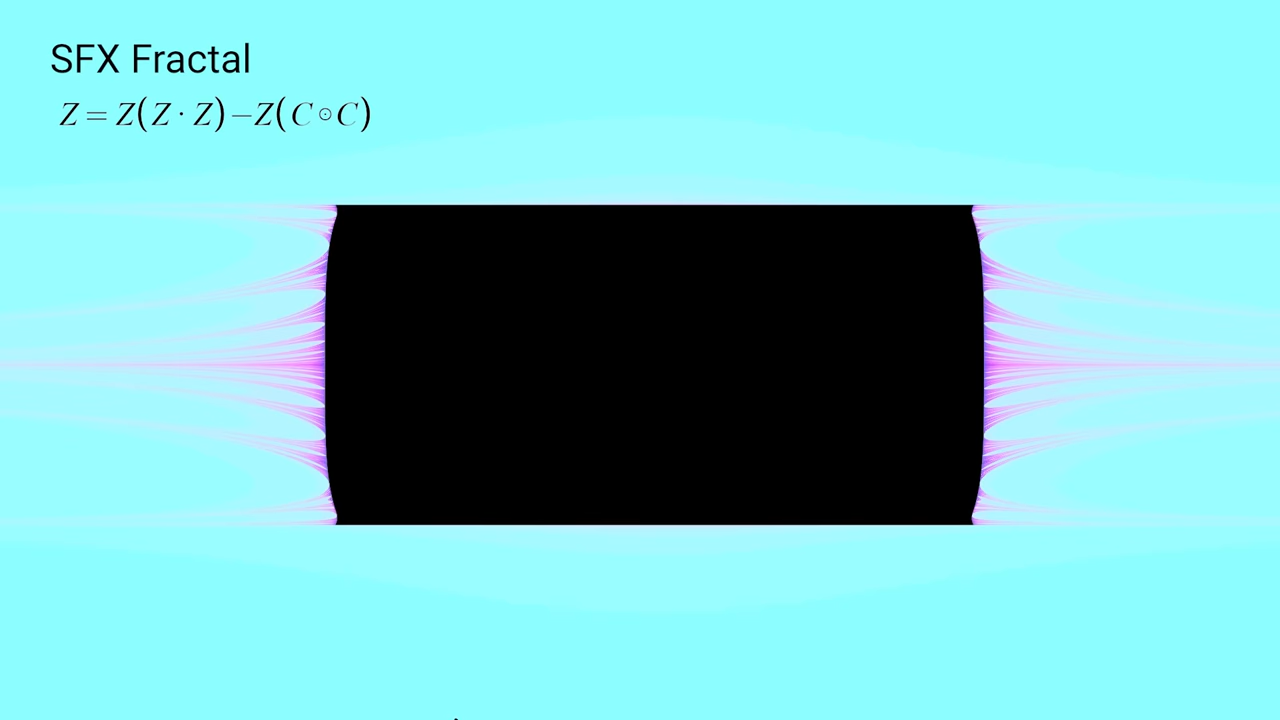 SFX Fractal
Z = Z(Z · Z) − Z(C ⊙ C)